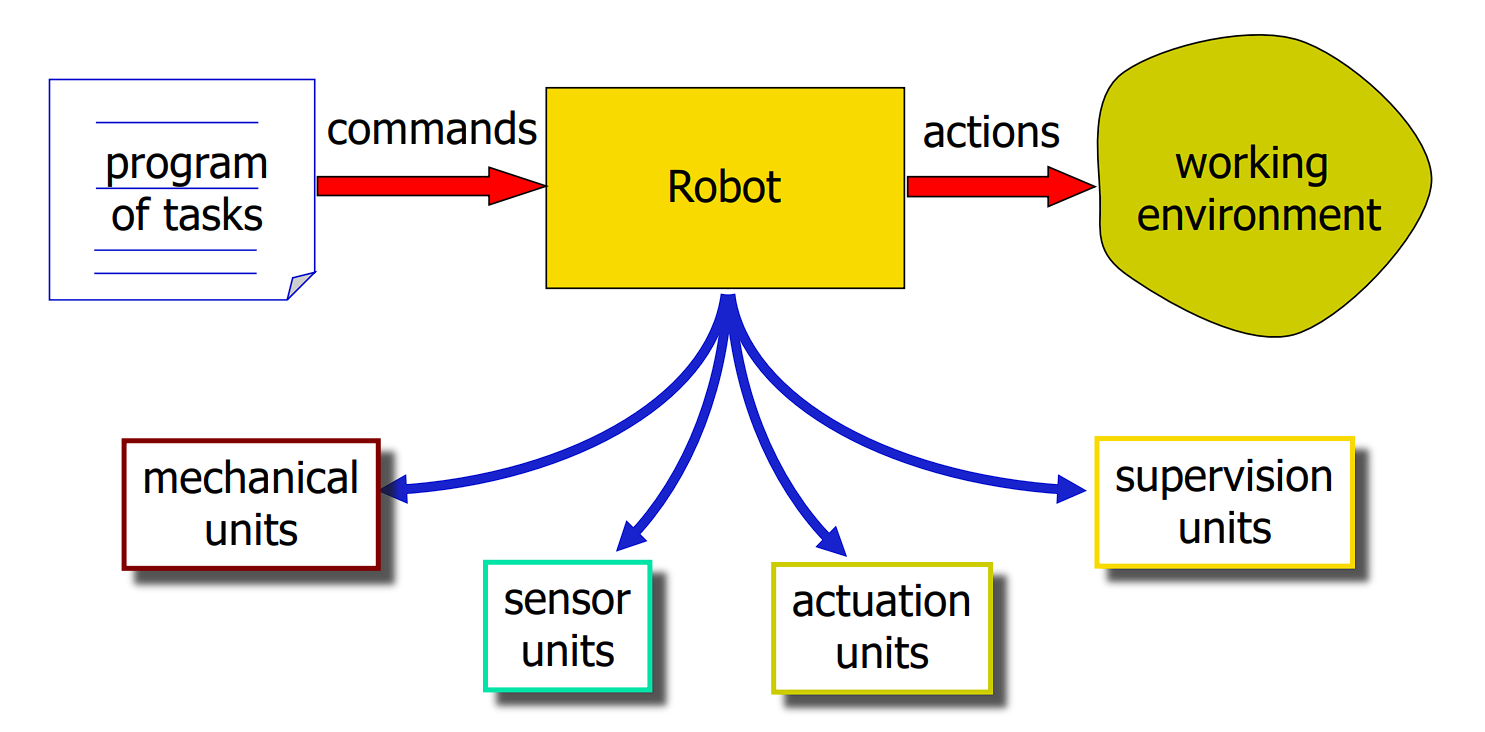 program
of tasks
commands
Robot
actions
working
environment
mechanical
units
sensor
units
actuation
units
supervision
units